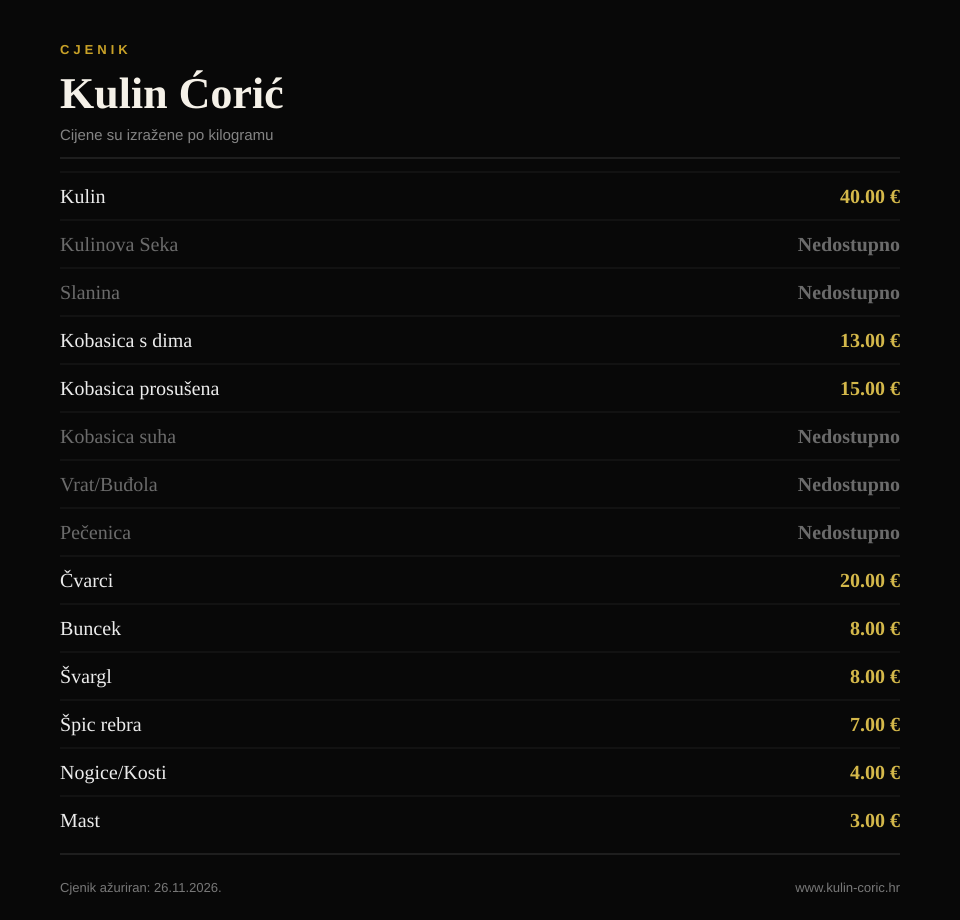 CJENIK
Kulin Ćorić
Cijene su izražene po kilogramu
Kulin 40.00 €
Kulinova Seka Nedostupno
Slanina Nedostupno
Kobasica s dima 13.00 €
Kobasica prosušena 15.00 €
Kobasica suha Nedostupno
Vrat/Buđola Nedostupno
Pečenica Nedostupno
Čvarci 20.00 €
Buncek 8.00 €
Švargl 8.00 €
Špic rebra 7.00 €
Nogice/Kosti 4.00 €
Mast 3.00 €
Cjenik ažuriran: 26.11.2026. www.kulin-coric.hr